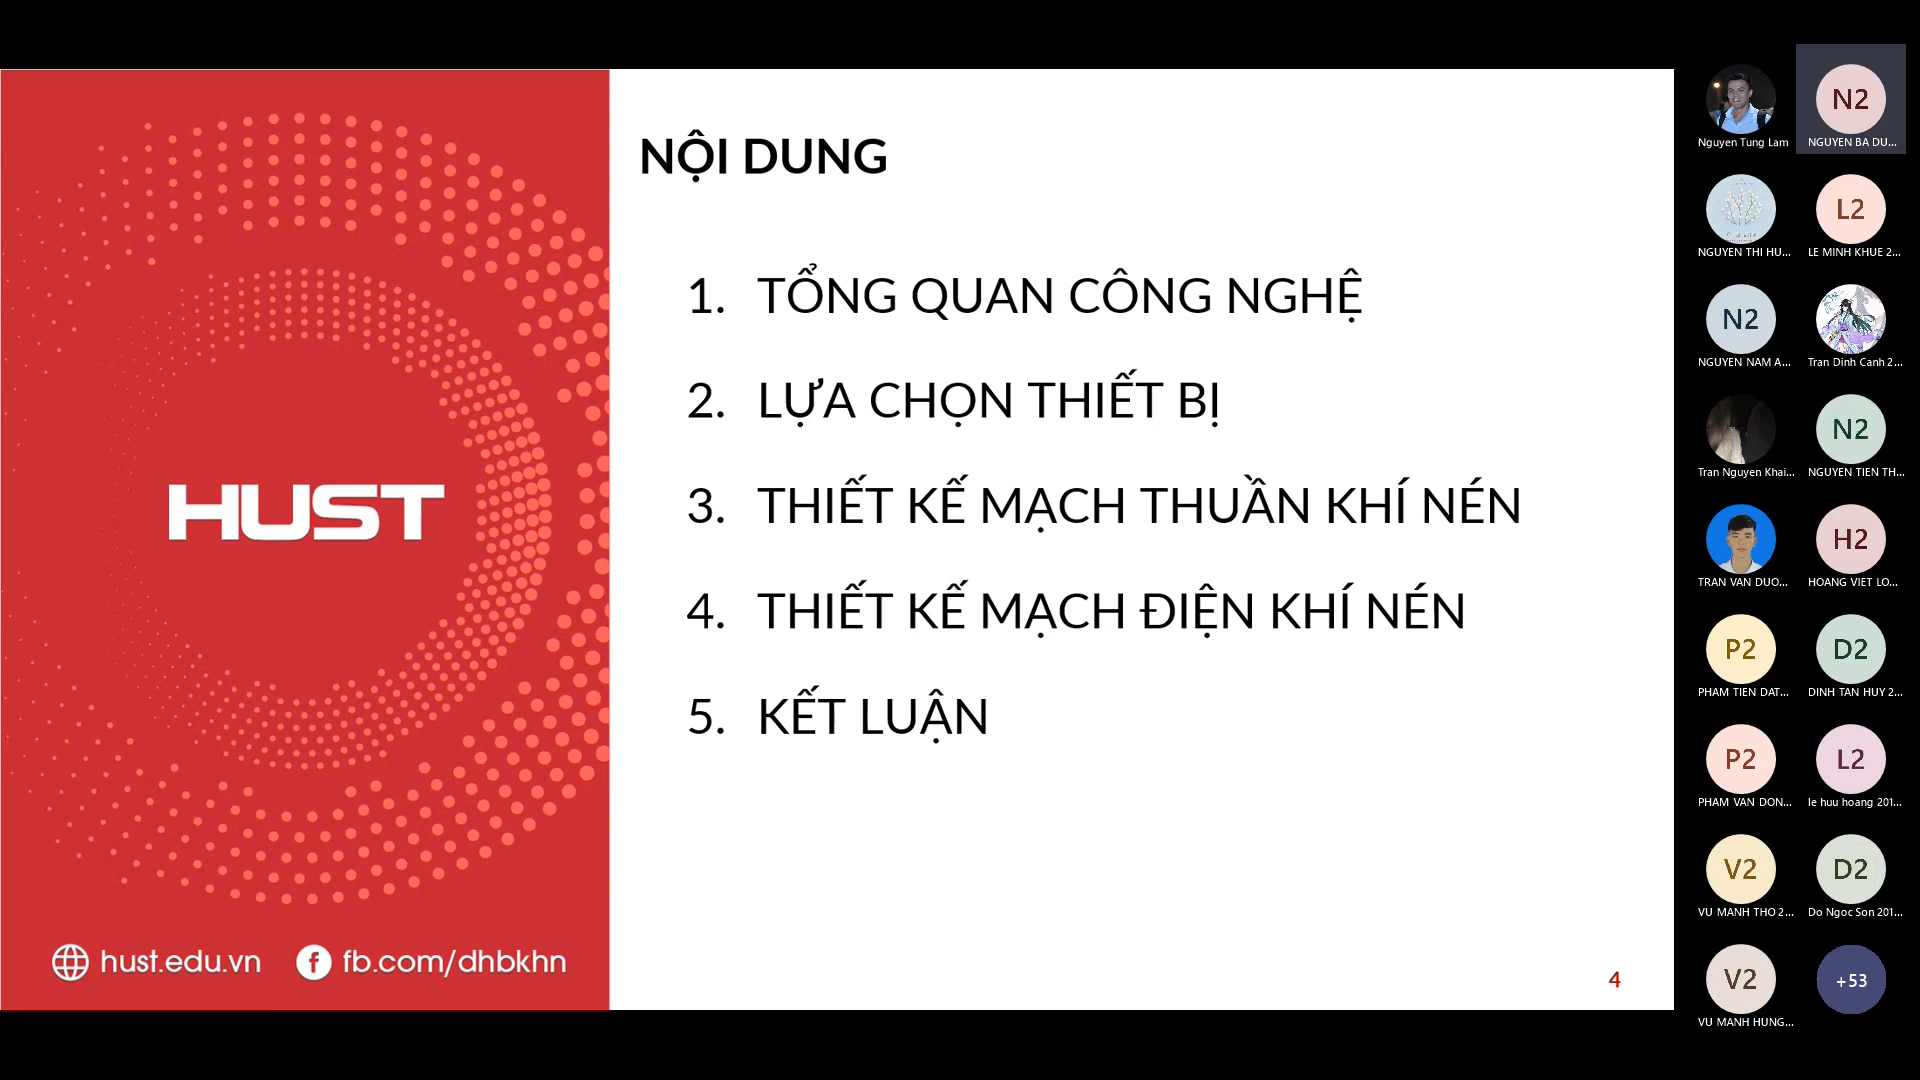 NỘI DUNG
1. TỔNG QUAN CÔNG NGHỆ
2. LỰA CHỌN THIẾT BỊ
3. THIẾT KẾ MẠCH THUẦN KHÍ NÉN
4. THIẾT KẾ MẠCH ĐIỆN KHÍ NÉN
5. KẾT LUẬN
HUST
hust.edu.vn
fb.com/dhbkhn
4
Nguyen Tung Lam
N2
NGUYEN BA DU...
NGUYEN THI HU...
L2
LE MINH KHUE 2...
N2
NGUYEN NAM A...
Tran Dinh Canh 2...
Tran Nguyen Khai...
N2
NGUYEN TIEN TH...
TRAN VAN DUO...
H2
HOANG VIET LO...
P2
PHAM TIEN DAT...
D2
DINH TAN HUY 2...
P2
PHAM VAN DON...
L2
le huu hoang 201...
V2
VU MANH THO 2...
D2
Do Ngoc Son 201...
V2
VU MANH HUNG...
+53